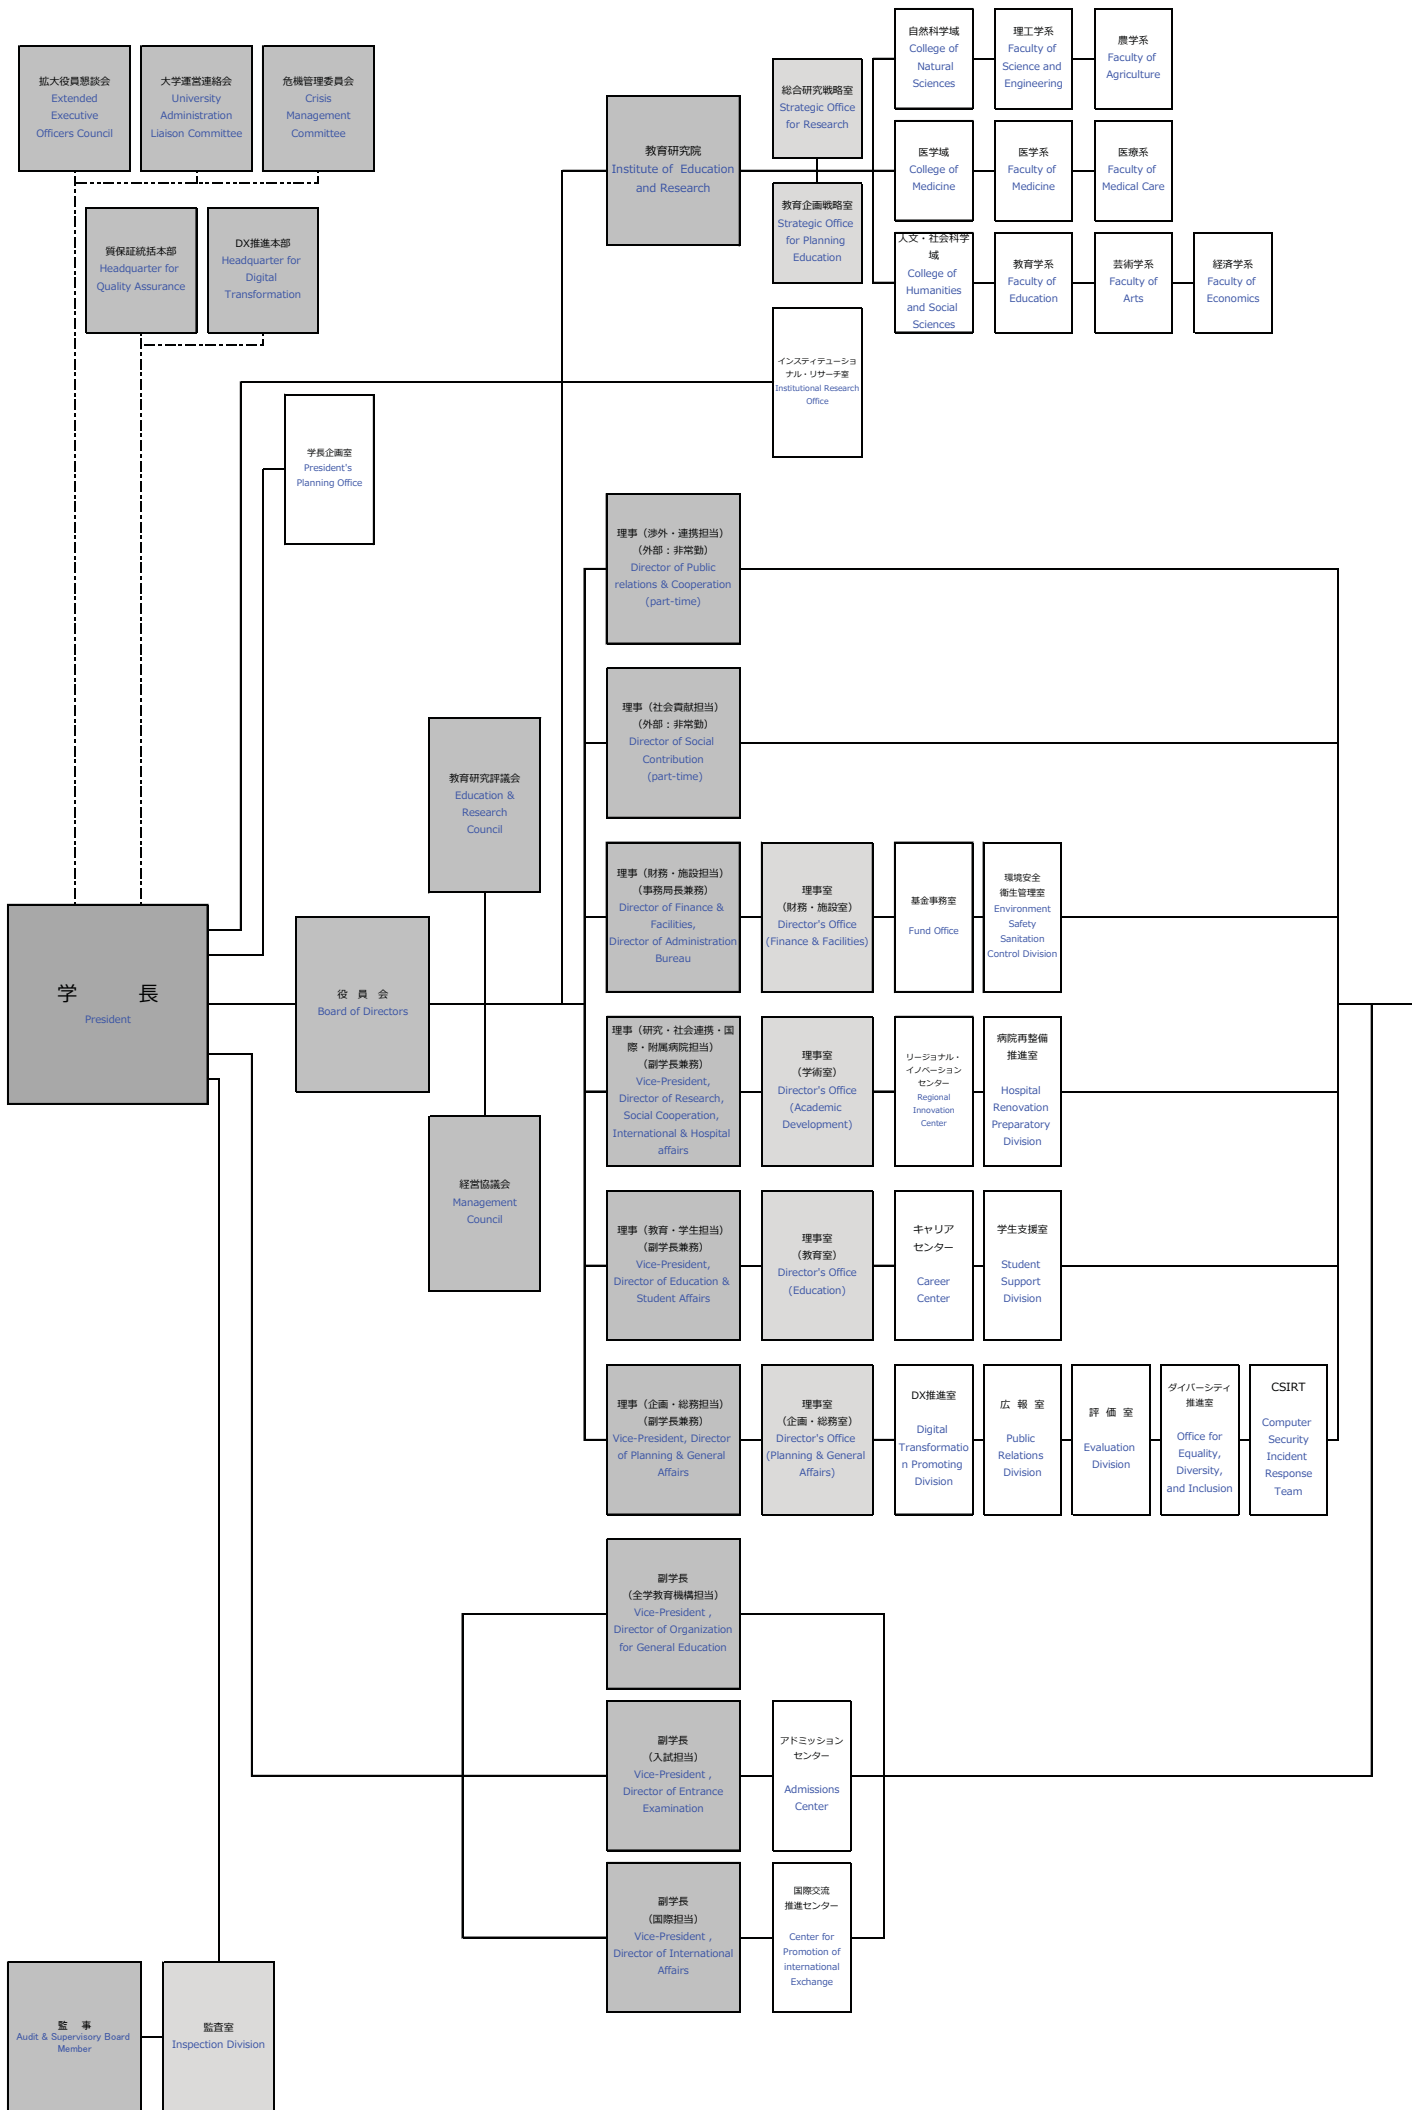 拡大役員懇談会
Extended
Executive
Officers Council
大学運営連絡会
University
Administration
Liaison Committee
危機管理委員会
Crisis
Management
Committee
質保証統括本部
Headquarter for
Quality Assurance
DX推進本部
Headquarter for
Digital
Transformation
教育研究院
Institute of Education
and Research
総合研究戦略室
Strategic Office
for Research
教育企画戦略室
Strategic Office
for Planning
Education
自然科学域
College of
Natural
Sciences
理工学系
Faculty of
Science and
Engineering
農学系
Faculty of
Agriculture
医学域
College of
Medicine
医学系
Faculty of
Medicine
医療系
Faculty of
Medical Care
人文・社会科学
域
College of
Humanities
and Social
Sciences
教育学系
Faculty of
Education
芸術学系
Faculty of
Arts
経済学系
Faculty of
Economics
インスティテューショ
ナル・リサーチ室
Institutional Research
Office
学長企画室
President's
Planning Office
理事（渉外・連携担当）
（外部：非常勤）
Director of Public
relations & Cooperation
(part-time)
理事（社会貢献担当）
（外部：非常勤）
Director of Social
Contribution
(part-time)
教育研究評議会
Education &
Research
Council
理事（財務・施設担当）
（事務局長兼務）
Director of Finance &
Facilities,
Director of Administration
Bureau
理事室
（財務・施設室）
Director's Office
(Finance & Facilities)
基金事務室
Fund Office
環境安全
衛生管理室
Environment
Safety
Sanitation
Control Division
学 長
President
役 員 会
Board of Directors
理事（研究・社会連携・国
際・附属病院担当）
（副学長兼務）
Vice-President,
Director of Research,
Social Cooperation,
International & Hospital
affairs
理事室
（学術室）
Director's Office
(Academic
Development)
リージョナル・
イノベーション
センター
Regional
Innovation
Center
病院再整備
推進室
Hospital
Renovation
Preparatory
Division
経営協議会
Management
Council
理事（教育・学生担当）
（副学長兼務）
Vice-President,
Director of Education &
Student Affairs
理事室
（教育室）
Director's Office
(Education)
キャリア
センター
Career
Center
学生支援室
Student
Support
Division
理事（企画・総務担当）
（副学長兼務）
Vice-President, Director
of Planning & General
Affairs
理事室
（企画・総務室）
Director's Office
(Planning & General
Affairs)
DX推進室
Digital
Transformatio
n Promoting
Division
広 報 室
Public
Relations
Division
評 価 室
Evaluation
Division
ダイバーシティ
推進室
Office for
Equality,
Diversity,
and Inclusion
CSIRT
Computer
Security
Incident
Response
Team
副学長
（全学教育機構担当）
Vice-President ,
Director of Organization
for General Education
副学長
（入試担当）
Vice-President ,
Director of Entrance
Examination
アドミッション
センター
Admissions
Center
副学長
（国際担当）
Vice-President ,
Director of International
Affairs
国際交流
推進センター
Center for
Promotion of
international
Exchange
監 事
Audit & Supervisory Board
Member
監査室
Inspection Division